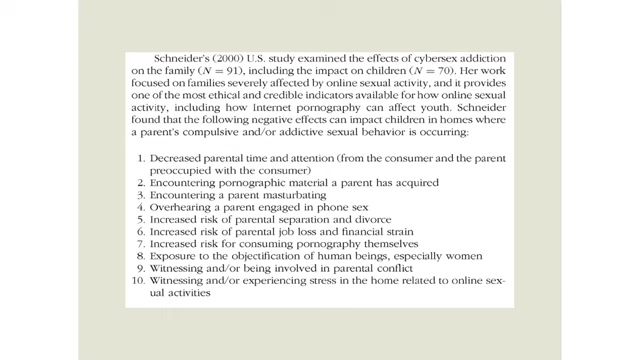 Schneider's (2000) U.S. study examined the effects of cybersex addiction
on the family (N = 91), including the impact on children (N = 70). Her work
focused on families severely affected by online sexual activity, and it provides
one of the most ethical and credible indicators available for how online sexual
activity, including how Internet pornography can affect youth. Schneider
found that the following negative effects can impact children in homes where
a parent's compulsive and/or addictive sexual behavior is occurring:
1. Decreased parental time and attention (from the consumer and the parent
preoccupied with the consumer)
2. Encountering pornographic material a parent has acquired
3. Encountering a parent masturbating
4. Overhearing a parent engaged in phone sex
5. Increased risk of parental separation and divorce
6. Increased risk of parental job loss and financial strain
7. Increased risk for consuming pornography themselves
8. Exposure to the objectification of human beings, especially women
9. Witnessing and/or being involved in parental conflict
10. Witnessing and/or experiencing stress in the home related to online sex-
ual activities